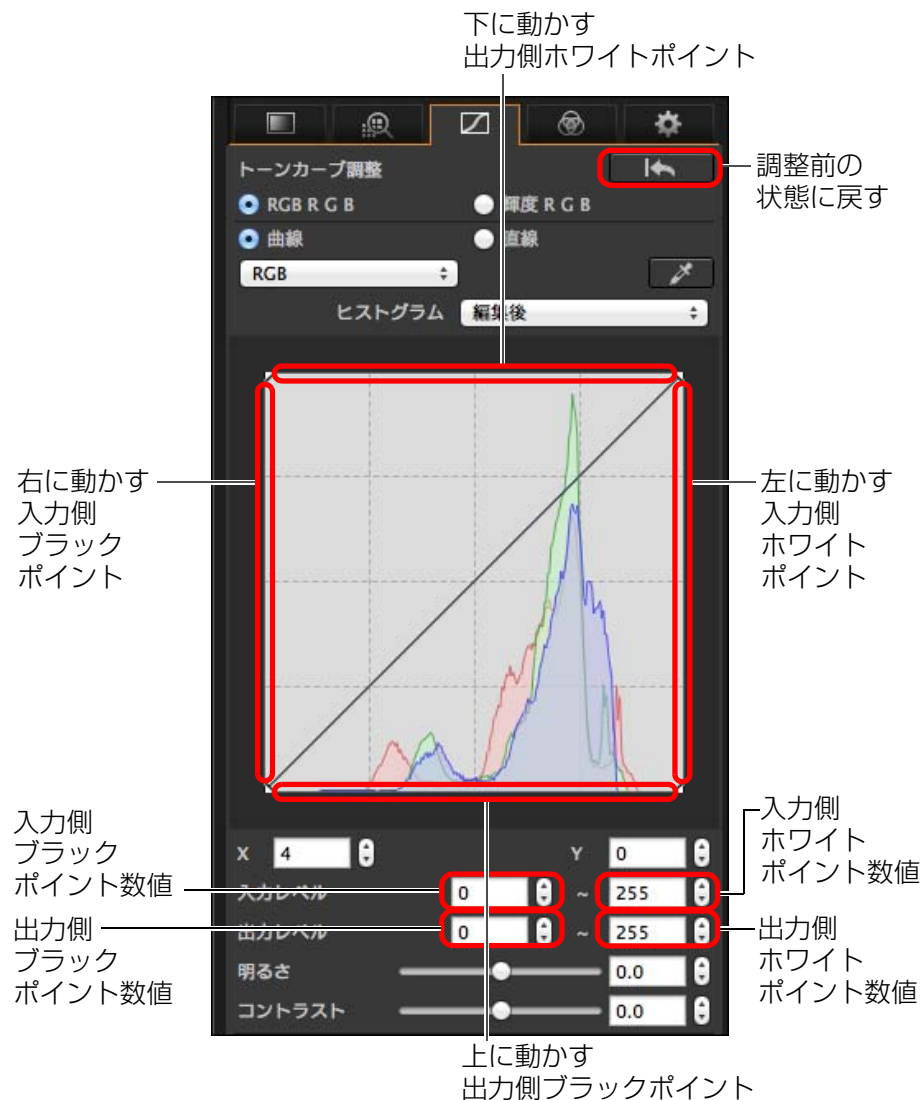 下に動かす
出力側ホワイトポイント
トーンカーブ調整
調整前の
状態に戻す
RGB R G B
輝度 R G B
曲線
直線
RGB
ヒストグラム
編集後
右に動かす
入力側
ブラック
ポイント
左に動かす
入力側
ホワイト
ポイント
入力側
ブラック
ポイント数値
入力側
ホワイト
ポイント数値
X 4
Y 0
入力レベル 0 ~ 255
出力レベル 0 ~ 255
出力側
ブラック
ポイント数値
出力側
ホワイト
ポイント数値
明るさ 0.0
コントラスト 0.0
上に動かす
出力側ブラックポイント